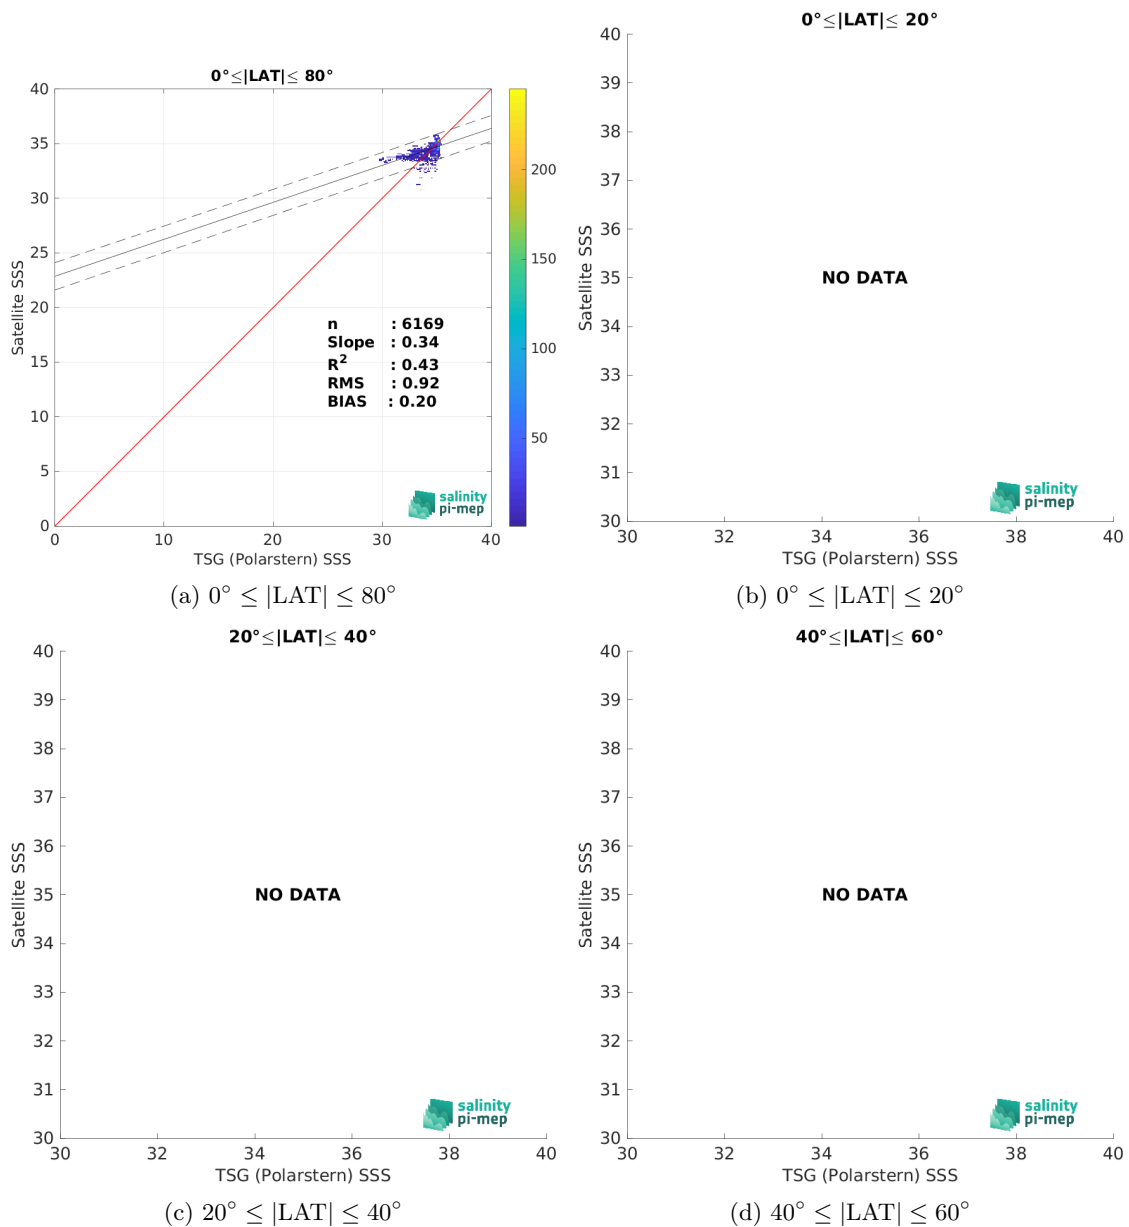 0°≤|LAT|≤ 80°
40
35
30
25
20
15
10
5
0
Satellite SSS
0
10
20
30
40
TSG (Polarstern) SSS
200
150
100
50
n : 6169
Slope : 0.34
R² : 0.43
RMS : 0.92
BIAS : 0.20
salinity
pi-mep
(a) 0° ≤ |LAT| ≤ 80°
0°≤|LAT|≤ 20°
40
39
38
37
36
35
34
33
32
31
30
Satellite SSS
NO DATA
30
32
34
36
38
40
TSG (Polarstern) SSS
salinity
pi-mep
(b) 0° ≤ |LAT| ≤ 20°
20°≤|LAT|≤ 40°
40
39
38
37
36
35
34
33
32
31
30
Satellite SSS
NO DATA
30
32
34
36
38
40
TSG (Polarstern) SSS
salinity
pi-mep
(c) 20° ≤ |LAT| ≤ 40°
40°≤|LAT|≤ 60°
40
39
38
37
36
35
34
33
32
31
30
Satellite SSS
NO DATA
30
32
34
36
38
40
TSG (Polarstern) SSS
salinity
pi-mep
(d) 40° ≤ |LAT| ≤ 60°